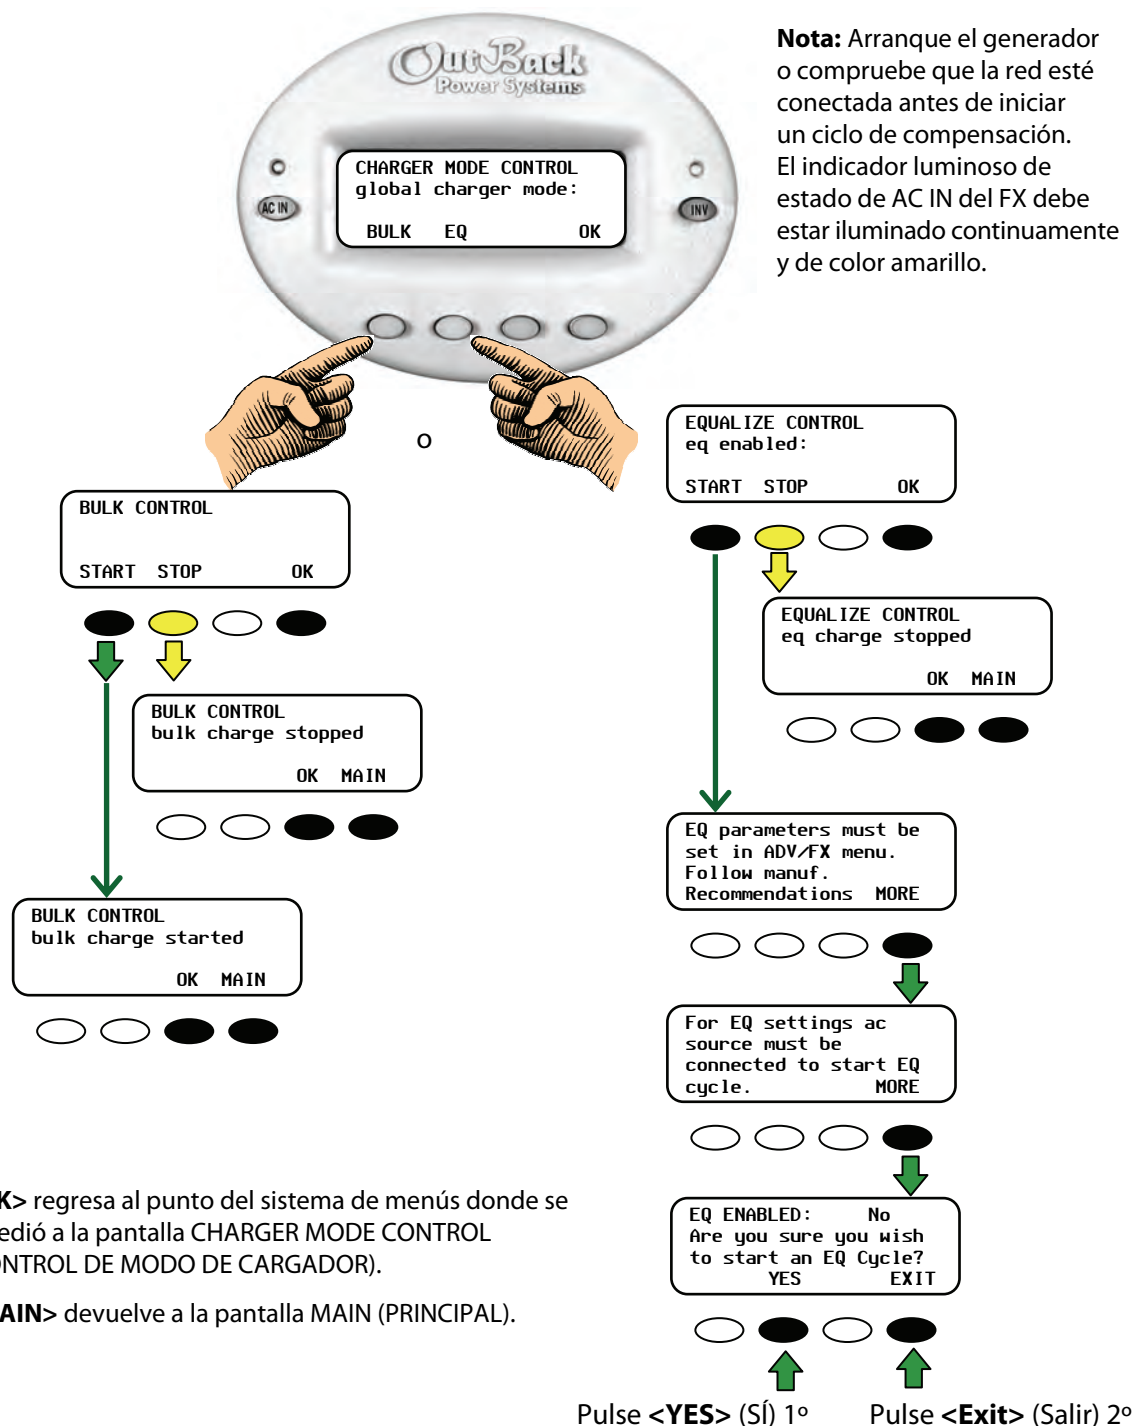 OutBack
Power Systems
Nota: Arranque el generador
o compruebe que la red esté
conectada antes de iniciar
un ciclo de compensación.
El indicador luminoso de
estado de AC IN del FX debe
estar iluminado continuamente
y de color amarillo.
CHARGER MODE CONTROL
global charger mode:
BULK EQ OK
AC IN
INV
o
EQUALIZE CONTROL
eq enabled:
START STOP OK
BULK CONTROL
START STOP OK
EQUALIZE CONTROL
eq charge stopped
OK MAIN
BULK CONTROL
bulk charge stopped
OK MAIN
EQ parameters must be
set in ADV/FX menu.
Follow manuf.
Recommendations MORE
BULK CONTROL
bulk charge started
OK MAIN
For EQ settings ac
source must be
connected to start EQ
cycle. MORE
K> regresa al punto del sistema de menús donde se
edió a la pantalla CHARGER MODE CONTROL
ONTROL DE MODO DE CARGADOR).
AIN> devuelve a la pantalla MAIN (PRINCIPAL).
EQ ENABLED: No
Are you sure you wish
to start an EQ Cycle?
YES EXIT
Pulse <YES> (SÍ) 1º
Pulse <Exit> (Salir) 2º